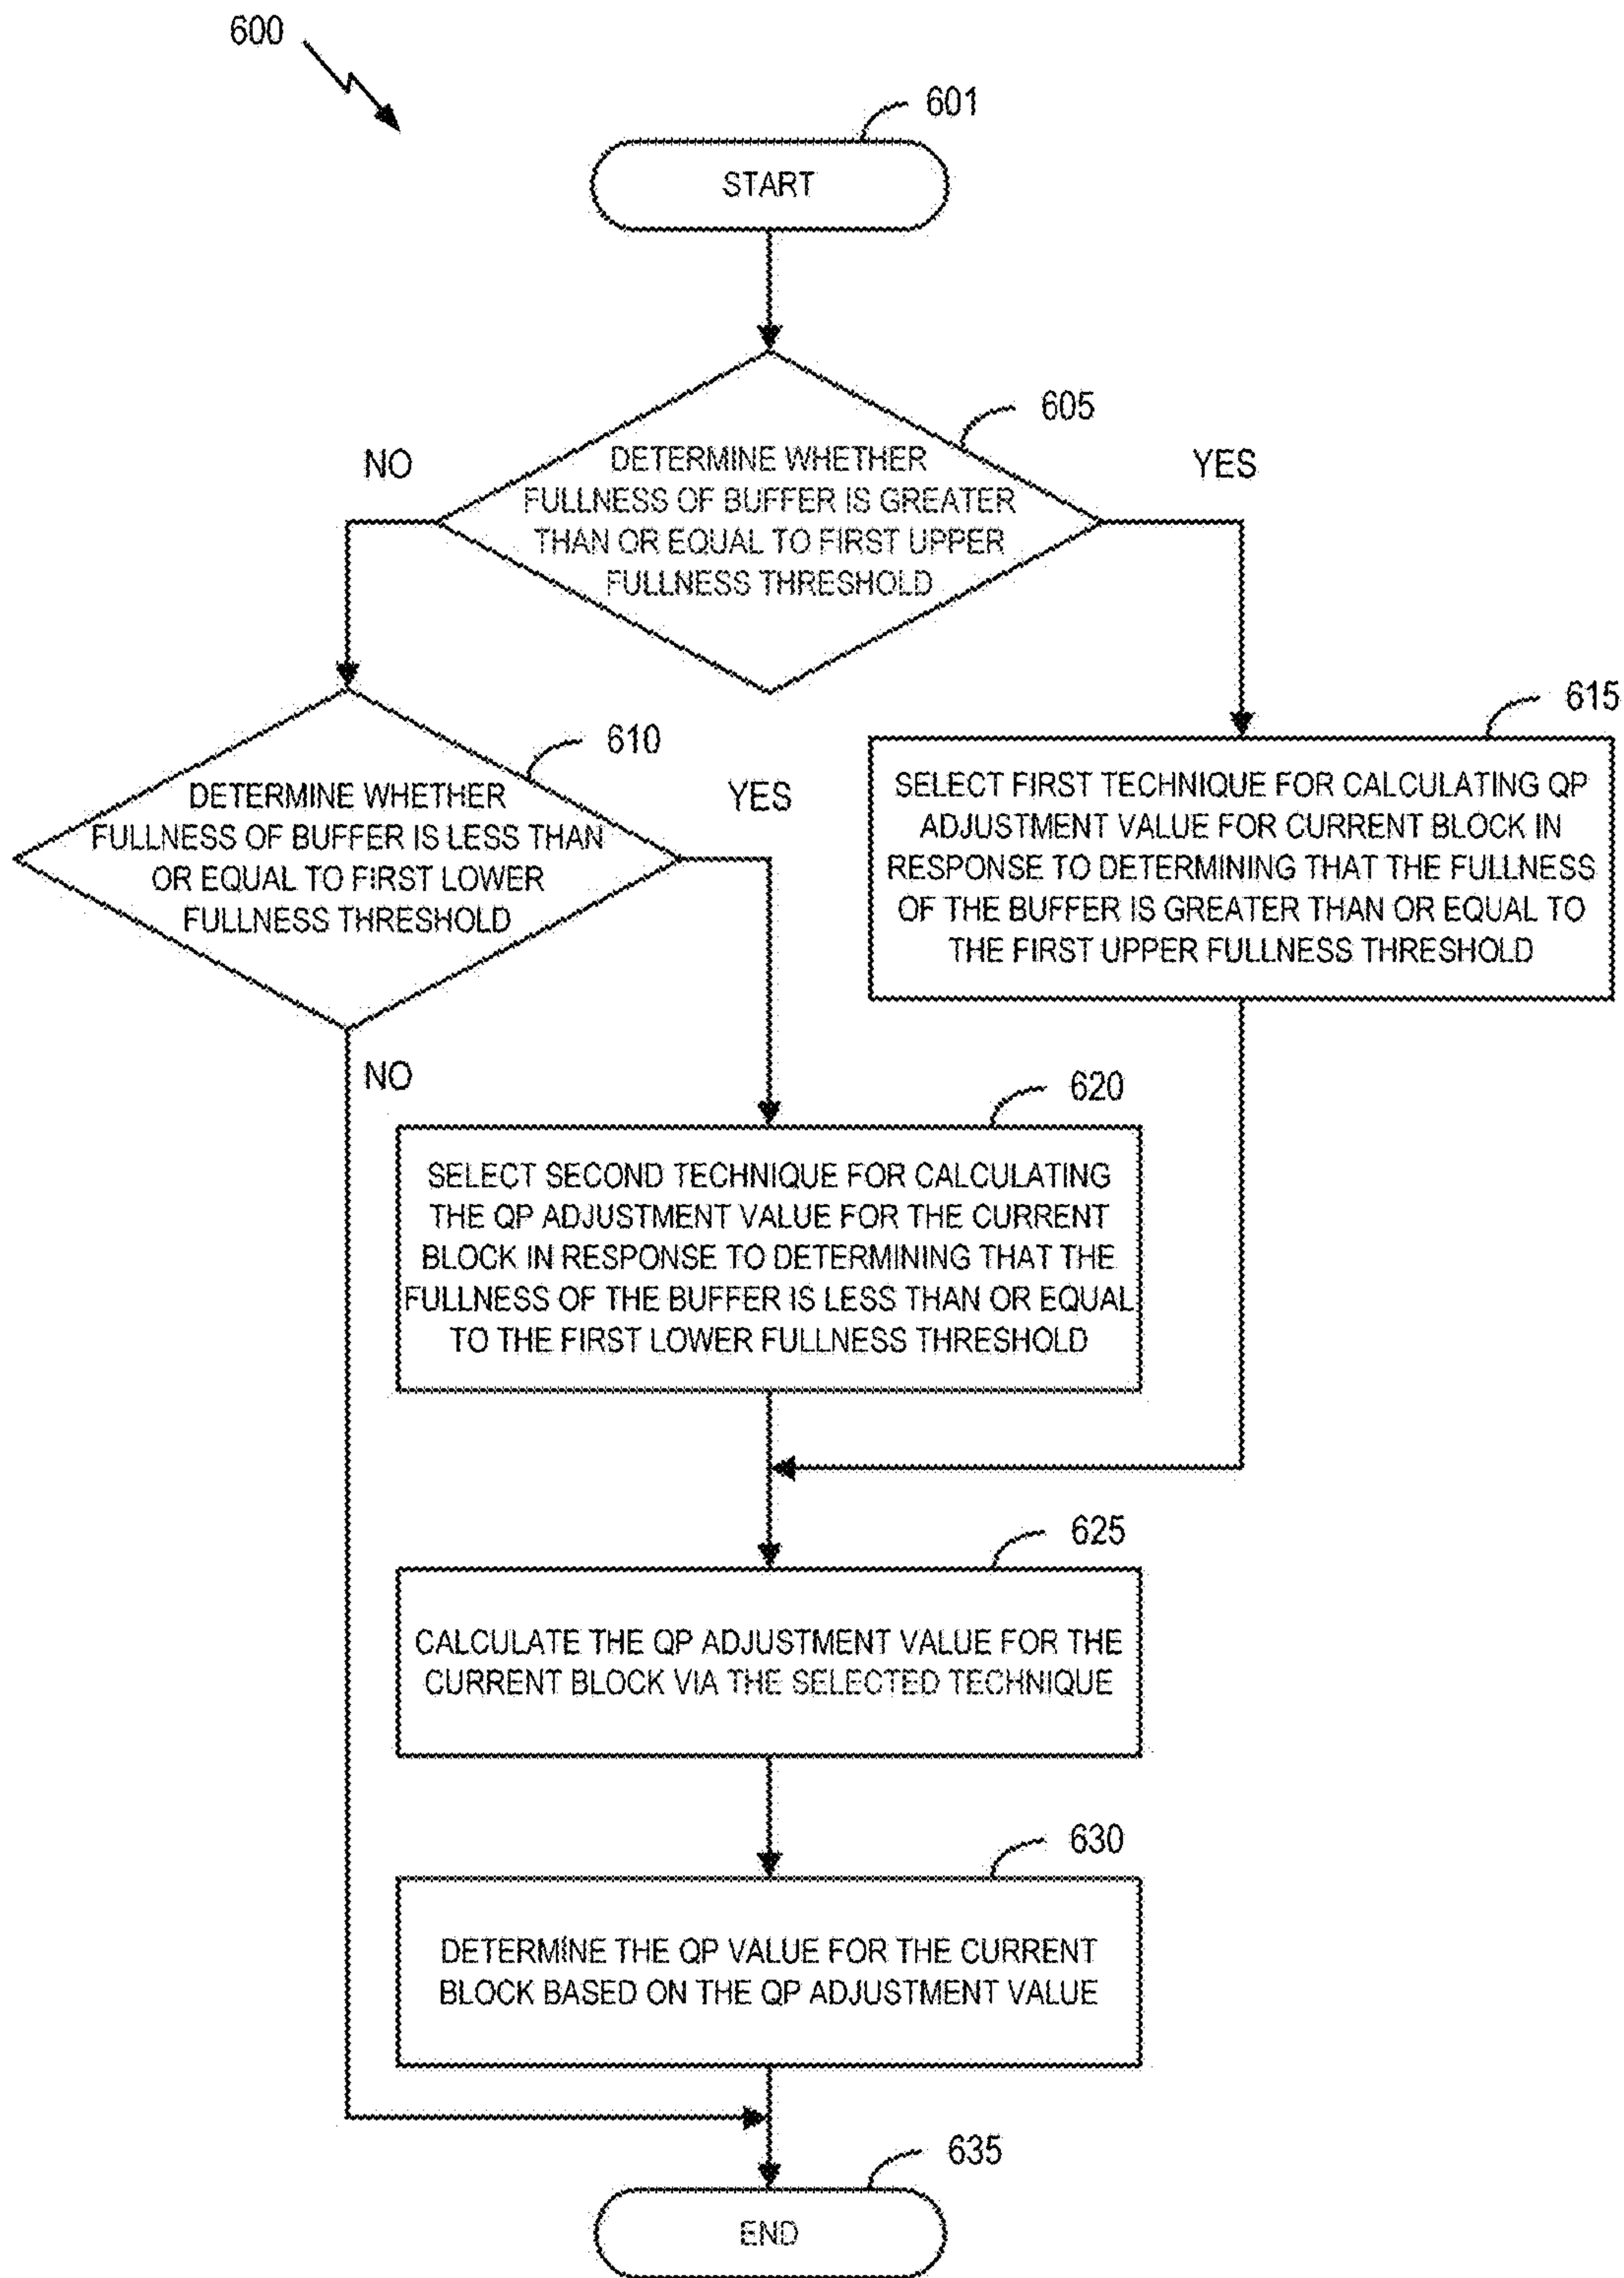 600
601
START
605
NO
YES
DETERMINE WHETHER
FULLNESS OF BUFFER IS GREATER
THAN OR EQUAL TO FIRST UPPER
FULLNESS THRESHOLD
615
610
YES
DETERMINE WHETHER
FULLNESS OF BUFFER IS LESS THAN
OR EQUAL TO FIRST LOWER
FULLNESS THRESHOLD
SELECT FIRST TECHNIQUE FOR CALCULATING QP
ADJUSTMENT VALUE FOR CURRENT BLOCK IN
RESPONSE TO DETERMINING THAT THE FULLNESS
OF THE BUFFER IS GREATER THAN OR EQUAL TO
THE FIRST UPPER FULLNESS THRESHOLD
NO
620
SELECT SECOND TECHNIQUE FOR CALCULATING
THE QP ADJUSTMENT VALUE FOR THE CURRENT
BLOCK IN RESPONSE TO DETERMINING THAT THE
FULLNESS OF THE BUFFER IS LESS THAN OR EQUAL
TO THE FIRST LOWER FULLNESS THRESHOLD
625
CALCULATE THE QP ADJUSTMENT VALUE FOR THE
CURRENT BLOCK VIA THE SELECTED TECHNIQUE
630
DETERMINE THE QP VALUE FOR THE CURRENT
BLOCK BASED ON THE QP ADJUSTMENT VALUE
635
END